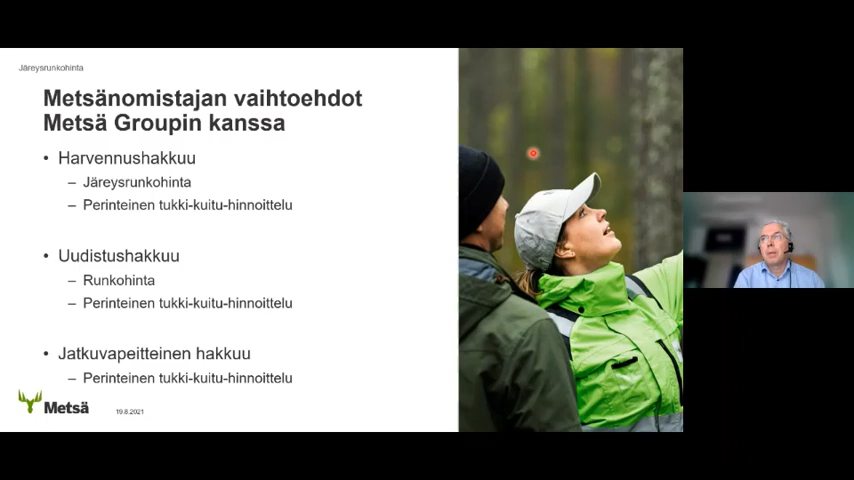 Järeysrunkohinta
Metsänomistajan vaihtoehdot
Metsä Groupin kanssa
• Harvennushakkuu
– Järeysrunkohinta
– Perinteinen tukki-kuitu-hinnoittelu
• Uudistushakkuu
– Runkohinta
– Perinteinen tukki-kuitu-hinnoittelu
• Jatkuvapeitteinen hakkuu
– Perinteinen tukki-kuitu-hinnoittelu
Metsä
19.8.2021